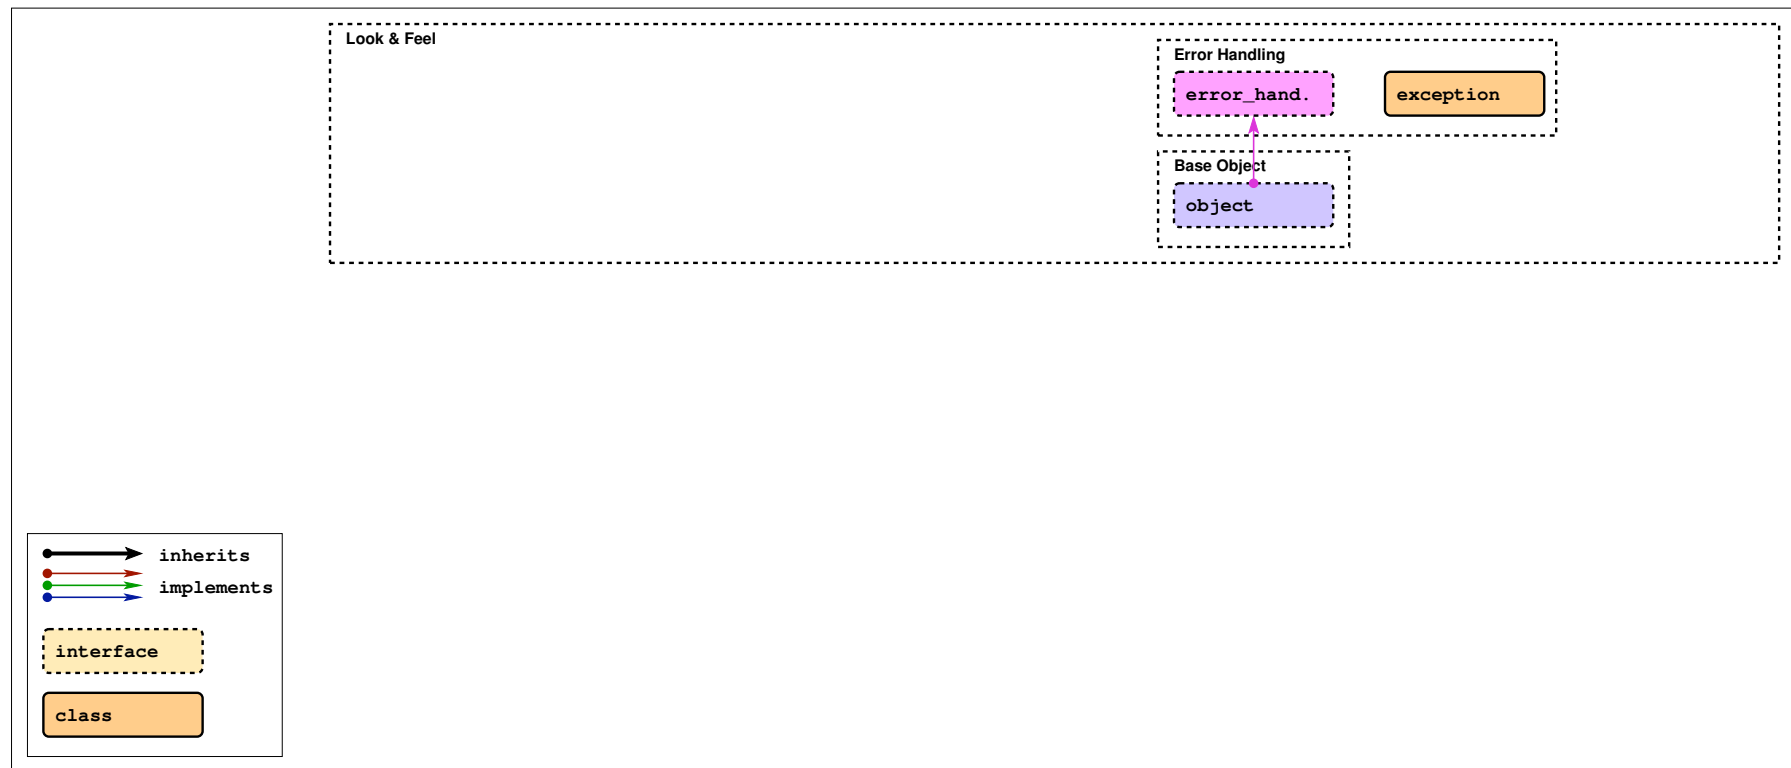 Look & Feel
Error Handling
error_hand.
exception
Base Object
object
inherits
implements
interface
class